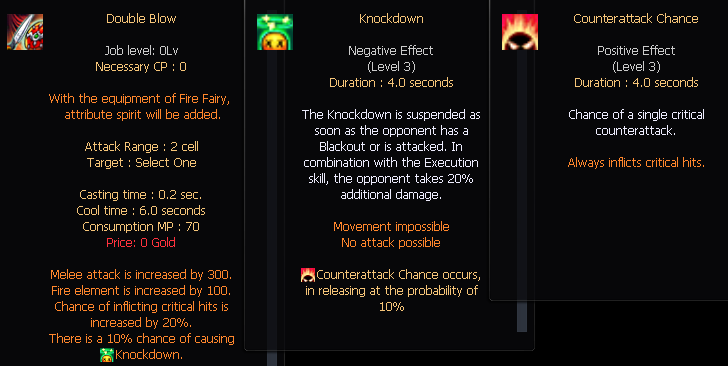 Double Blow
Job level: 0Lv
Necessary CP : 0
With the equipment of Fire Fairy,
attribute spirit will be added.
Attack Range : 2 cell
Target : Select One
Casting time : 0.2 sec.
Cool time : 6.0 seconds
Consumption MP : 70
Price: 0 Gold
Melee attack is increased by 300.
Fire element is increased by 100.
Chance of inflicting critical hits is
increased by 20%.
There is a 10% chance of causing
Knockdown.
Knockdown
Negative Effect
(Level 3)
Duration : 4.0 seconds
The Knockdown is suspended as
soon as the opponent has a
Blackout or is attacked. In
combination with the Execution
skill, the opponent takes 20%
additional damage.
Movement impossible
No attack possible
Counterattack Chance occurs,
in releasing at the probability of
10%
Counterattack Chance
Positive Effect
(Level 3)
Duration : 4.0 seconds
Chance of a single critical
counterattack.
Always inflicts critical hits.